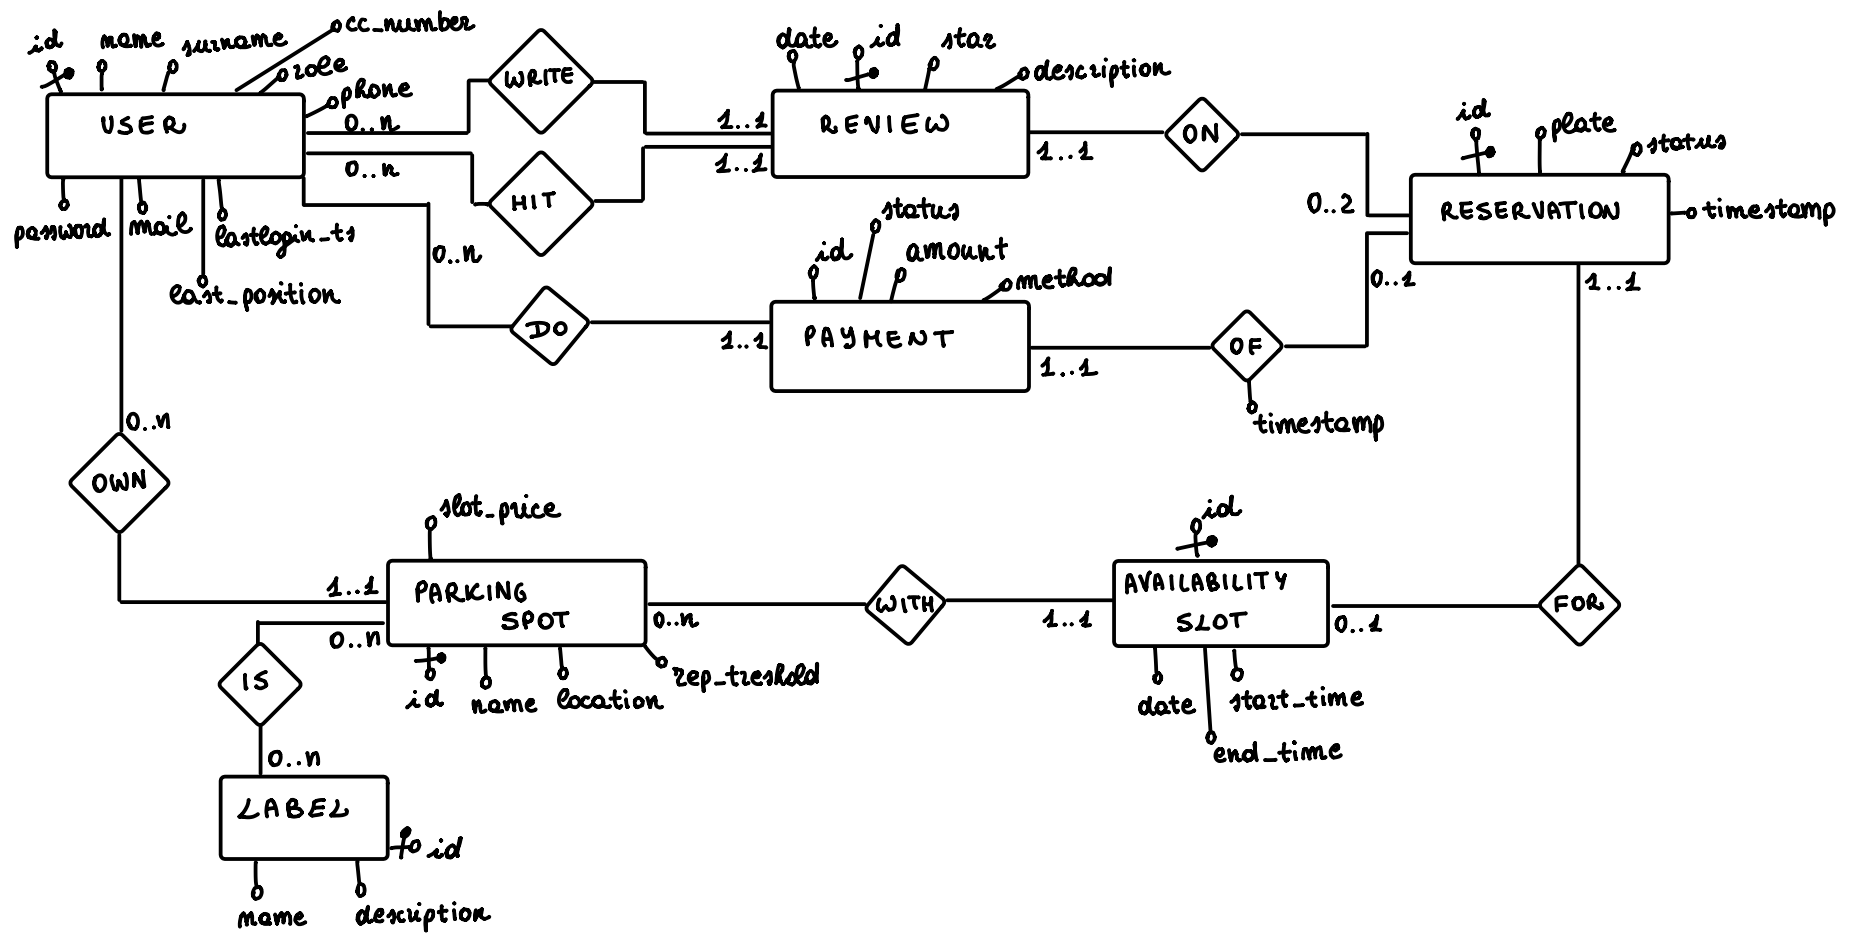 cc_number
id
name
surname
role
phone
USER
0..n
0..n
password
mail
lastlogin_ts
last_position
0..n
WRITE
HIT
DO
1..1
1..1
1..1
date
id
star
description
REVIEW
1..1
ON
0..2
id
plate
status
RESERVATION
timestamp
0..1
1..1
id
status
amount
method
PAYMENT
1..1
OF
timestamp
0..n
OWN
1..1
0..n
slot_price
PARKING
SPOT
0..n
id
name
location
rep_treshold
WITH
1..1
id
AVAILABILITY
SLOT
0..1
date
start_time
end_time
FOR
IS
0..n
LABEL
id
name
description